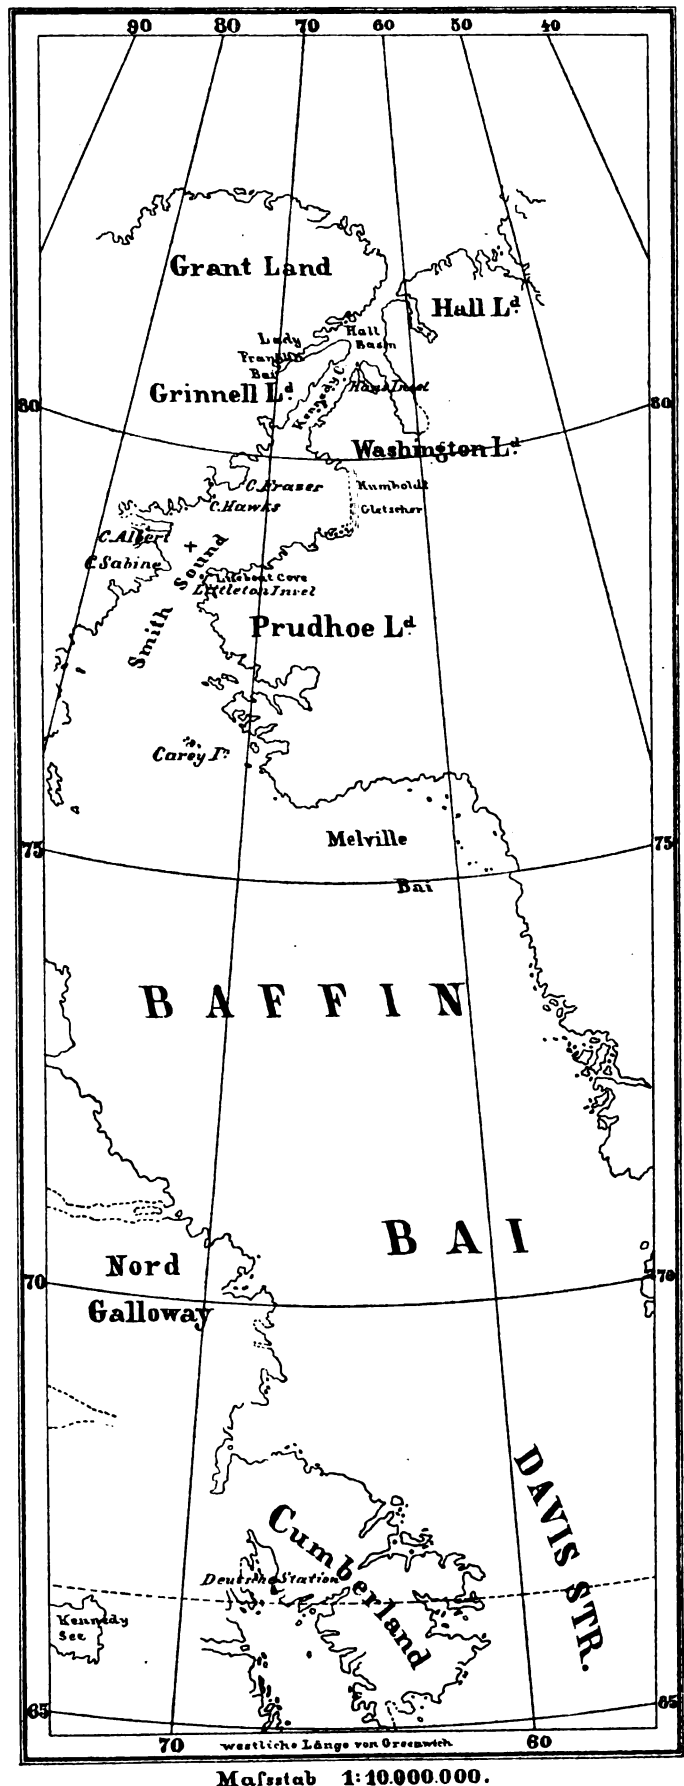 90 80 70 60 50 40
Grant Land
Hall Ld.
Hall
Basin
Lady
Franklin
Bai
Kennedy C.
Hans Insel
Grinnell Ld.
80 80
Washington Ld.
C. Frazer
Humboldt
C. Hawks
Gletscher
C. Albert
C. Sabine
Smith Sound
Lifeboat Cove
Littleton Insel
Prudhoe Ld.
Carey In.
Melville
75 75
Bai
BAFFIN
BAI
Nord
70 70
Galloway
DAVIS STR.
Cumberland
Deutsche Station
Kennedy
See
65 65
70 60
westliche Länge von Greenwich
Maſsstab 1:10.000.000.